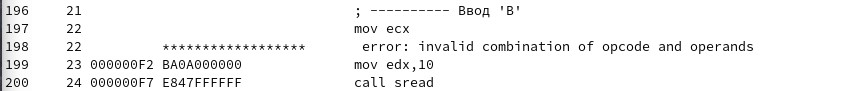 196 21 ; ---------- Ввод 'B'
197 22 mov ecx
198 22 ****************** error: invalid combination of opcode and operands
199 23 000000F2 BA0A000000 mov edx,10
200 24 000000F7 E847FFFFFF call sread